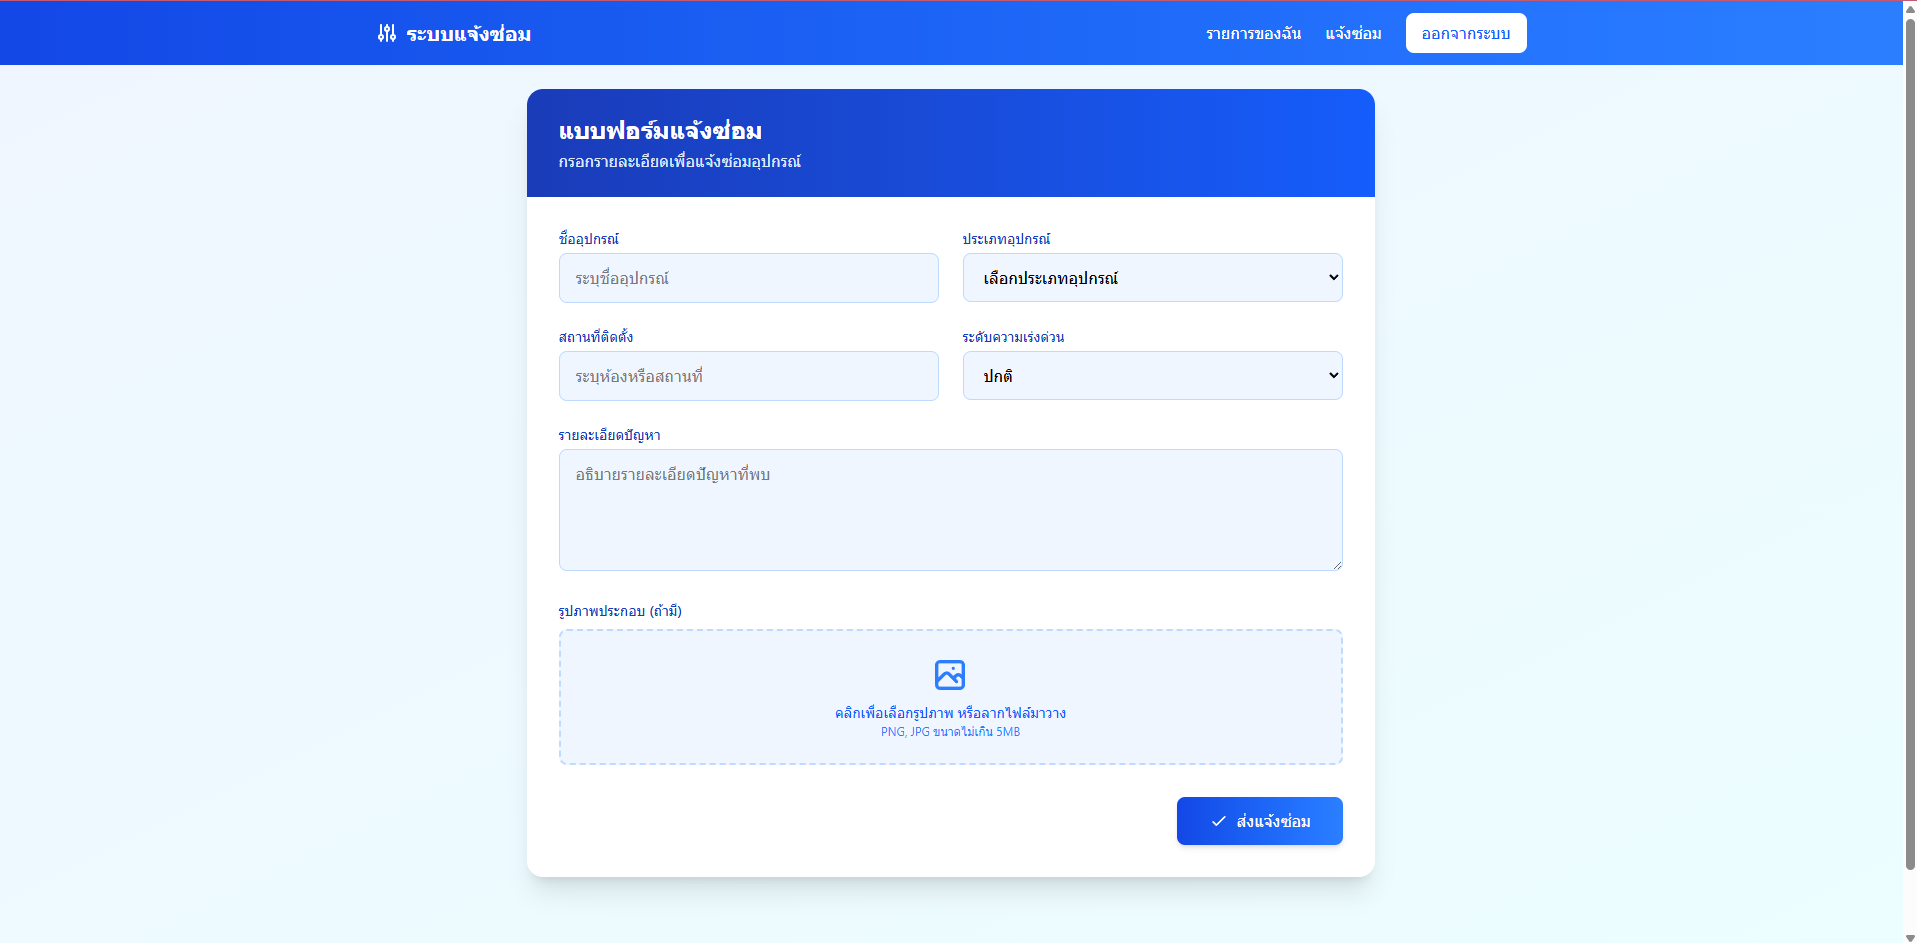 ระบบแจ้งซ่อม
รายการของฉัน
แจ้งซ่อม
ออกจากระบบ
แบบฟอร์มแจ้งซ่อม
กรอกรายละเอียดเพื่อแจ้งซ่อมอุปกรณ์
ชื่ออุปกรณ์
ระบุชื่ออุปกรณ์
ประเภทอุปกรณ์
เลือกประเภทอุปกรณ์
สถานที่ติดตั้ง
ระบุห้องหรือสถานที่
ระดับความเร่งด่วน
ปกติ
รายละเอียดปัญหา
อธิบายรายละเอียดปัญหาที่พบ
รูปภาพประกอบ (ถ้ามี)
คลิกเพื่อเลือกรูปภาพ หรือลากไฟล์มาวาง
PNG, JPG ขนาดไม่เกิน 5MB
ส่งแจ้งซ่อม